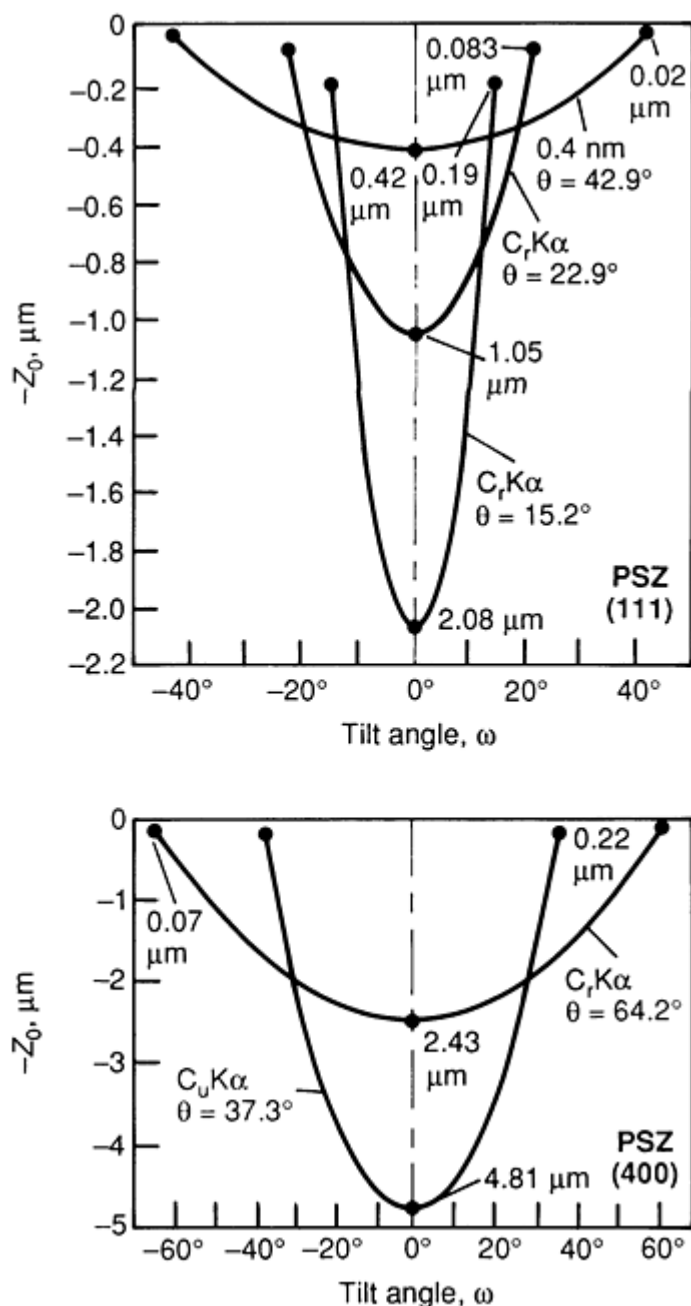 0
−0.2
−0.4
−0.6
−0.8
−1.0
−1.2
−1.4
−1.6
−1.8
−2.0
−2.2
−Z₀, μm
0.083
μm
0.02
μm
0.42
μm
0.19
μm
0.4 nm
θ = 42.9°
CᵣKα
θ = 22.9°
1.05
μm
CᵣKα
θ = 15.2°
2.08 μm
PSZ
(111)
−40° −20° 0° 20° 40°
Tilt angle, ω
0
−1
−2
−3
−4
−5
−Z₀, μm
0.07
μm
0.22
μm
CᵣKα
θ = 64.2°
2.43
μm
CᵤKα
θ = 37.3°
4.81 μm
PSZ
(400)
−60° −40° −20° 0° 20° 40° 60°
Tilt angle, ω